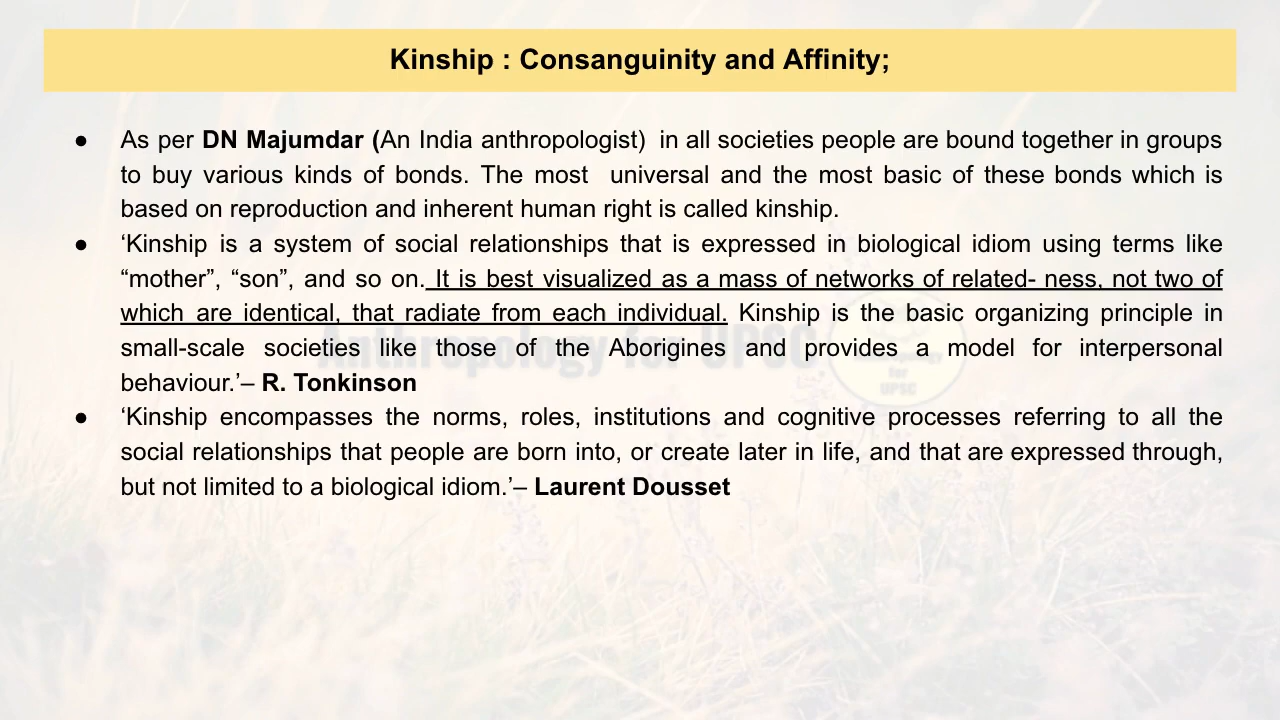 Kinship : Consanguinity and Affinity;
● As per DN Majumdar (An India anthropologist)  in all societies people are bound together in groups
to buy various kinds of bonds. The most  universal and the most basic of these bonds which is
based on reproduction and inherent human right is called kinship.
● ‘Kinship is a system of social relationships that is expressed in biological idiom using terms like
“mother”, “son”, and so on. It is best visualized as a mass of networks of related- ness, not two of
which are identical, that radiate from each individual. Kinship is the basic organizing principle in
small-scale societies like those of the Aborigines and provides a model for interpersonal
behaviour.’– R. Tonkinson
● ‘Kinship encompasses the norms, roles, institutions and cognitive processes referring to all the
social relationships that people are born into, or create later in life, and that are expressed through,
but not limited to a biological idiom.’– Laurent Dousset
Anthropology for UPSC
for
UPSC